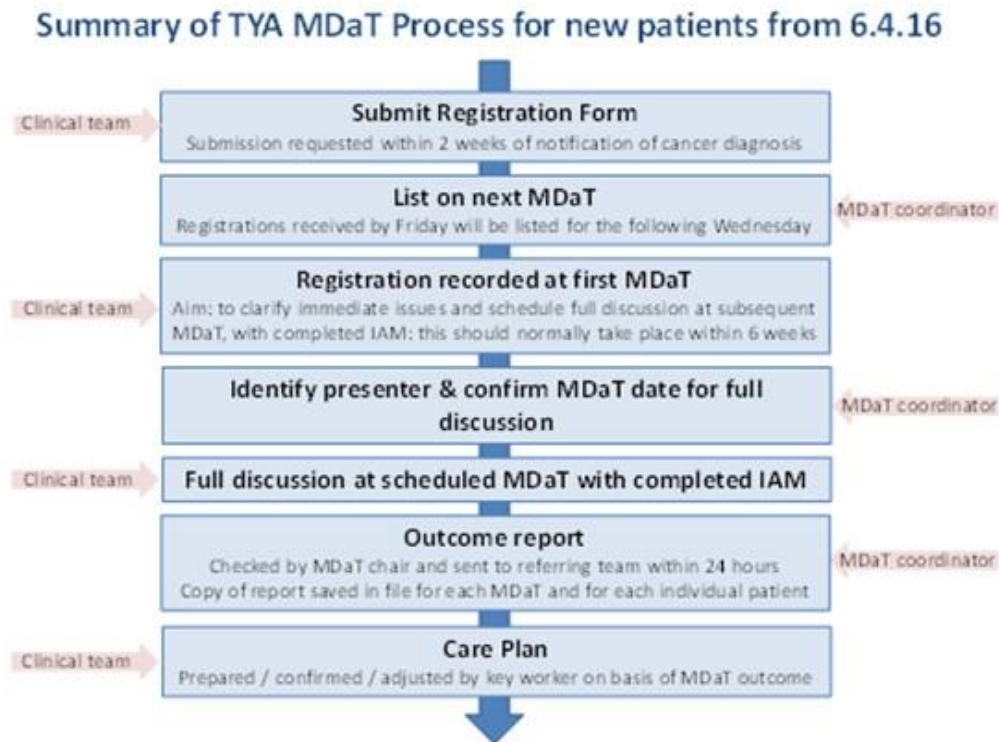 Summary of TYA MDaT Process for new patients from 6.4.16
Clinical team
Submit Registration Form
Submission requested within 2 weeks of notification of cancer diagnosis
List on next MDaT
Registrations received by Friday will be listed for the following Wednesday
MDaT coordinator
Clinical team
Registration recorded at first MDaT
Aim: to clarify immediate issues and schedule full discussion at subsequent
MDaT, with completed IAM: this should normally take place within 6 weeks
Identify presenter & confirm MDaT date for full
discussion
MDaT coordinator
Clinical team
Full discussion at scheduled MDaT with completed IAM
Outcome report
Checked by MDaT chair and sent to referring team within 24 hours
Copy of report saved in file for each MDaT and for each individual patient
MDaT coordinator
Clinical team
Care Plan
Prepared / confirmed / adjusted by key worker on basis of MDaT outcome